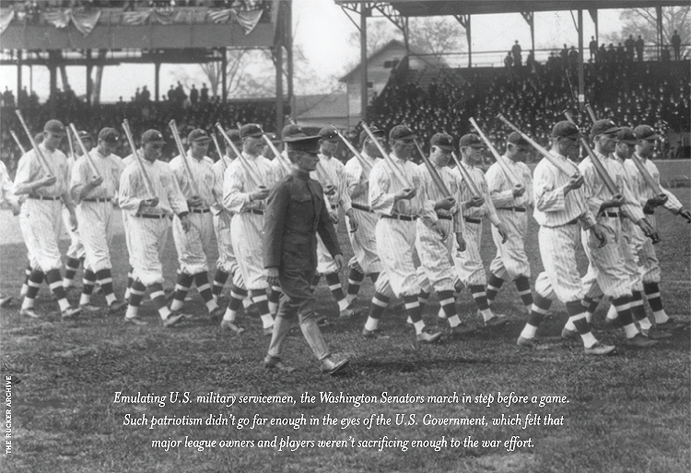 Emulating U.S. military servicemen, the Washington Senators march in step before a game.
Such patriotism didn't go far enough in the eyes of the U.S. Government, which felt that
major league owners and players weren't sacrificing enough to the war effort.
THE RUCKER ARCHIVE